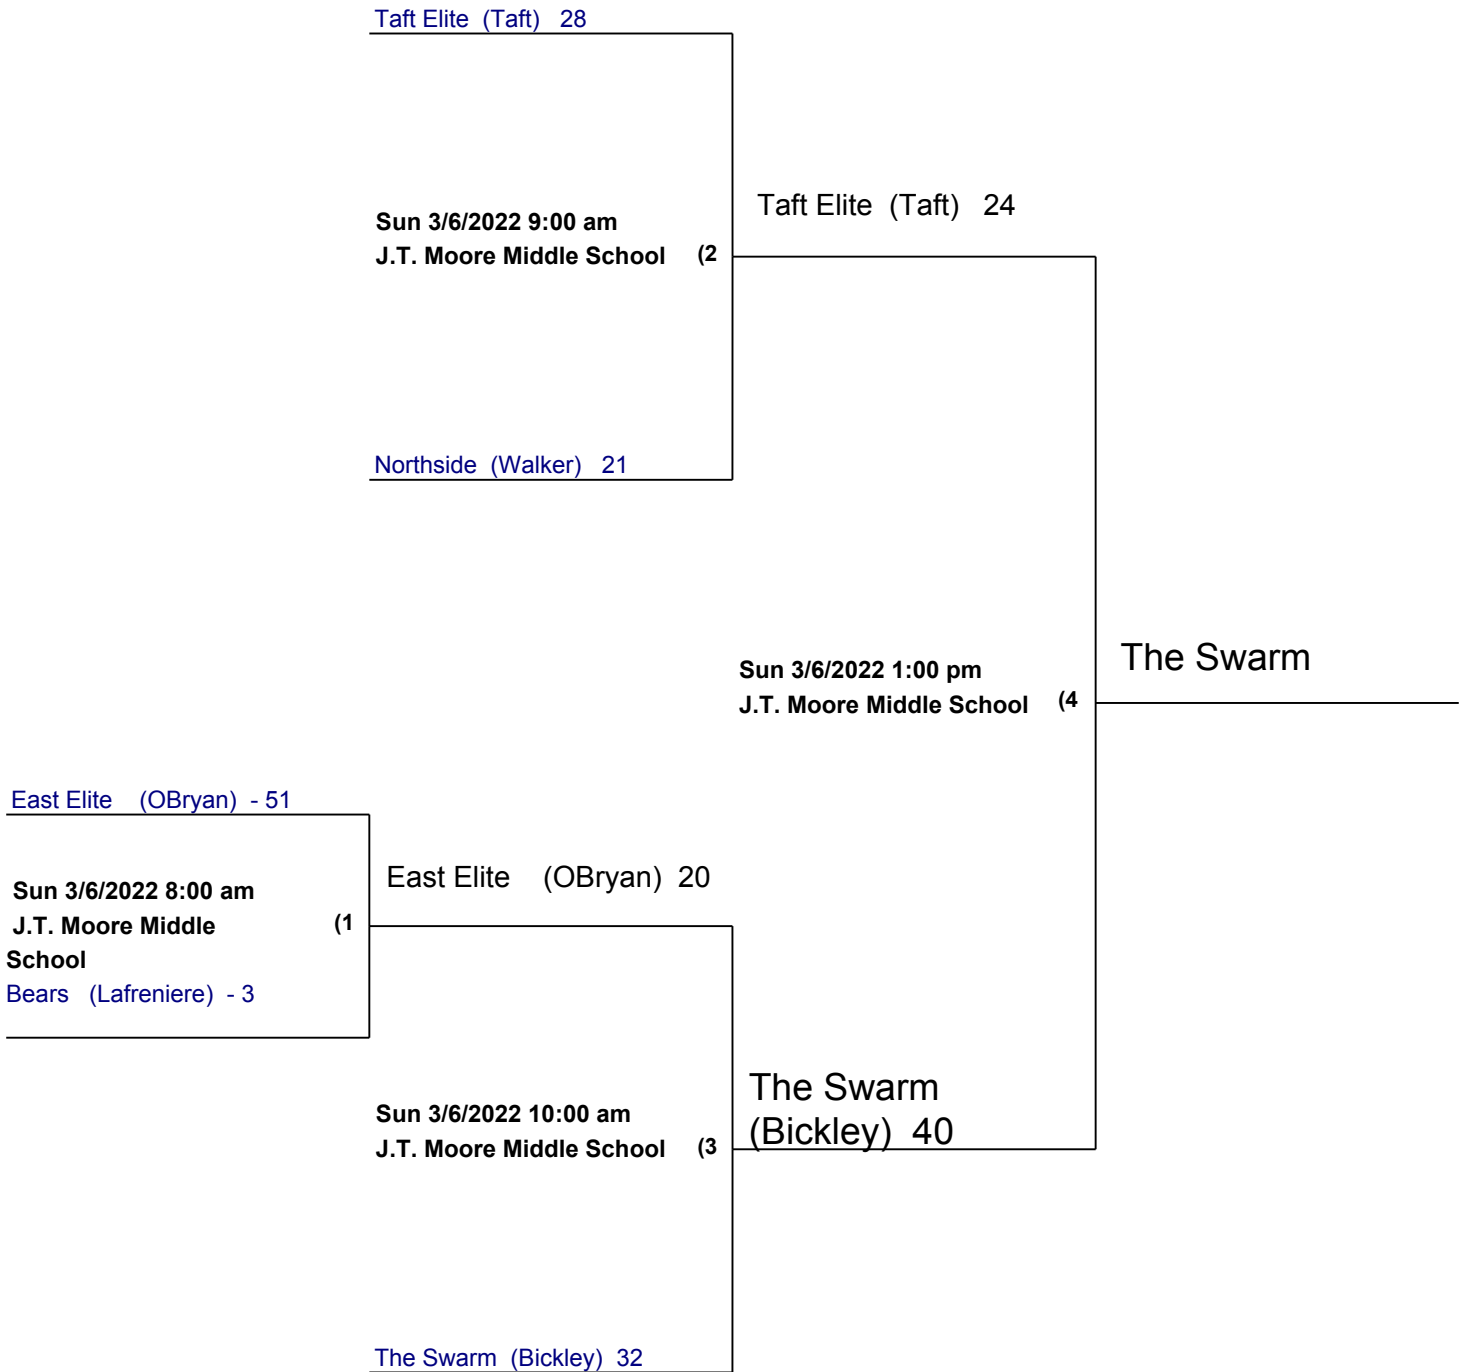 Taft Elite (Taft) 28
Taft Elite (Taft) 24
Sun 3/6/2022 9:00 am
J.T. Moore Middle School (2
Northside (Walker) 21
The Swarm
Sun 3/6/2022 1:00 pm
J.T. Moore Middle School (4
East Elite (OBryan) - 51
East Elite (OBryan) 20
Sun 3/6/2022 8:00 am
J.T. Moore Middle (1
School
Bears (Lafreniere) - 3
The Swarm
(Bickley) 40
Sun 3/6/2022 10:00 am
J.T. Moore Middle School (3
The Swarm (Bickley) 32